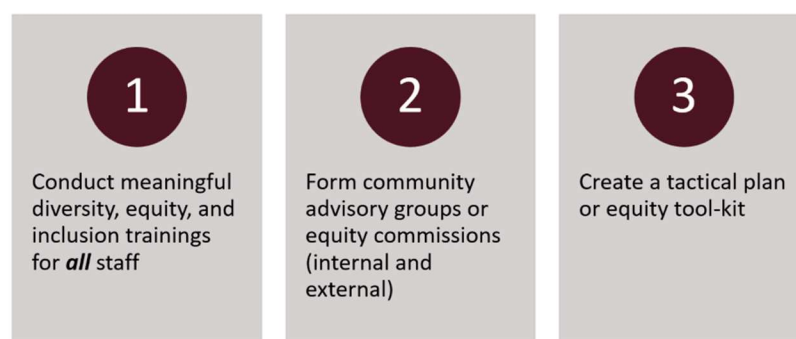 1
Conduct meaningful
diversity, equity, and
inclusion trainings
for all staff
2
Form community
advisory groups or
equity commissions
(internal and
external)
3
Create a tactical plan
or equity tool-kit